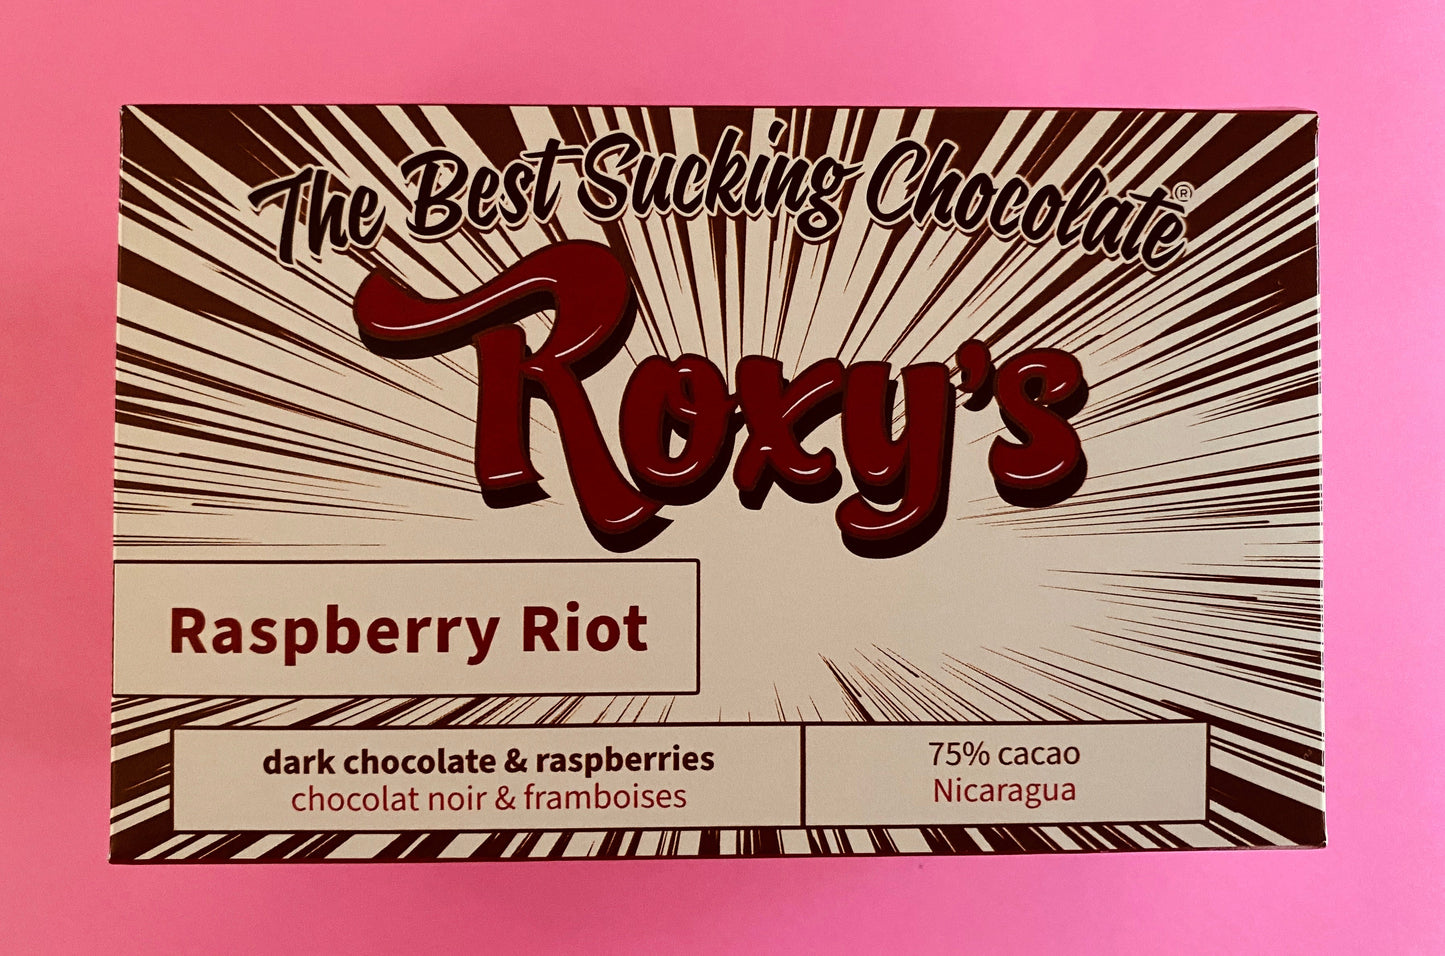 The Best Sucking Chocolate®
Roxy's
Raspberry Riot
dark chocolate & raspberries
chocolat noir & framboises
75% cacao
Nicaragua